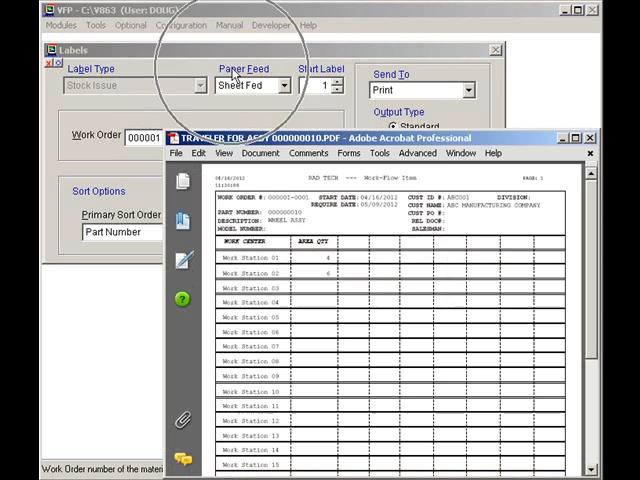 VFP - C:\V863 (User: DOUG)
Modules Tools Optional Configuration Manual Developer Help
Labels
Label Type Paper Feed Start Label Send To
Stock Issue Sheet Fed 1 Print
Output Type
Standard
Work Order 000001
Sort Options
Primary Sort Order
Part Number
Work Order number of the materi
TRAVELER FOR ASSY 000000010.PDF - Adobe Acrobat Professional
File Edit View Document Comments Forms Tools Advanced Window Help
04/16/2012 RAD TECH --- Work-Flow Item PAGE: 1
WORK ORDER #: 000001-0001 START DATE: 04/16/2012 CUST ID #: ABC001 DIVISION:
REQUIRE DATE: 05/09/2012 CUST NAME: ABC MANUFACTURING COMPANY
PART NUMBER: 000000010 CUST PO #:
DESCRIPTION: WHEEL ASSY REL DOC#:
MODEL NUMBER: SALESMAN:
WORK CENTER AREA QTY
Work Station 01 4
Work Station 02 6
Work Station 03
Work Station 04
Work Station 05
Work Station 06
Work Station 07
Work Station 08
Work Station 09
Work Station 10
Work Station 11
Work Station 12
Work Station 13
Work Station 14
Work Station 15